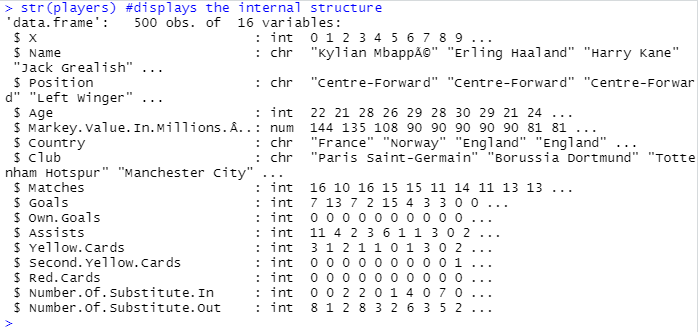 > str(players) #displays the internal structure
'data.frame':   500 obs. of  16 variables:
 $ X                        : int  0 1 2 3 4 5 6 7 8 9 ...
 $ Name                     : chr  "Kylian MbappÃ©" "Erling Haaland" "Harry Kane"
 "Jack Grealish" ...
 $ Position                 : chr  "Centre-Forward" "Centre-Forward" "Centre-Forwar
d" "Left Winger" ...
 $ Age                      : int  22 21 28 26 29 28 30 29 21 24 ...
 $ Markey.Value.In.Millions.Â..: num  144 135 108 90 90 90 90 90 81 81 ...
 $ Country                  : chr  "France" "Norway" "England" "England" ...
 $ Club                     : chr  "Paris Saint-Germain" "Borussia Dortmund" "Totte
nham Hotspur" "Manchester City" ...
 $ Matches                  : int  16 10 16 15 15 11 14 11 13 13 ...
 $ Goals                    : int  7 13 7 2 15 4 3 3 0 0 ...
 $ Own.Goals                : int  0 0 0 0 0 0 0 0 0 0 ...
 $ Assists                  : int  11 4 2 3 6 1 1 3 0 2 ...
 $ Yellow.Cards             : int  3 1 2 1 1 0 1 3 0 2 ...
 $ Second.Yellow.Cards      : int  0 0 0 0 0 0 0 0 0 1 ...
 $ Red.Cards                : int  0 0 0 0 0 0 0 0 0 0 ...
 $ Number.Of.Substitute.In  : int  0 0 2 2 0 1 4 0 7 0 ...
 $ Number.Of.Substitute.Out : int  8 1 2 8 3 2 6 3 5 2 ...
>